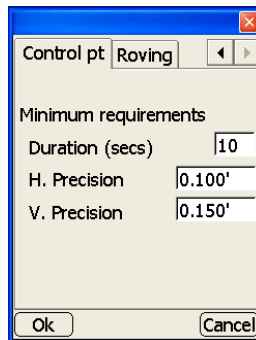 Control pt Roving
Minimum requirements
Duration (secs) 10
H. Precision 0.100'
V. Precision 0.150'
Ok Cancel